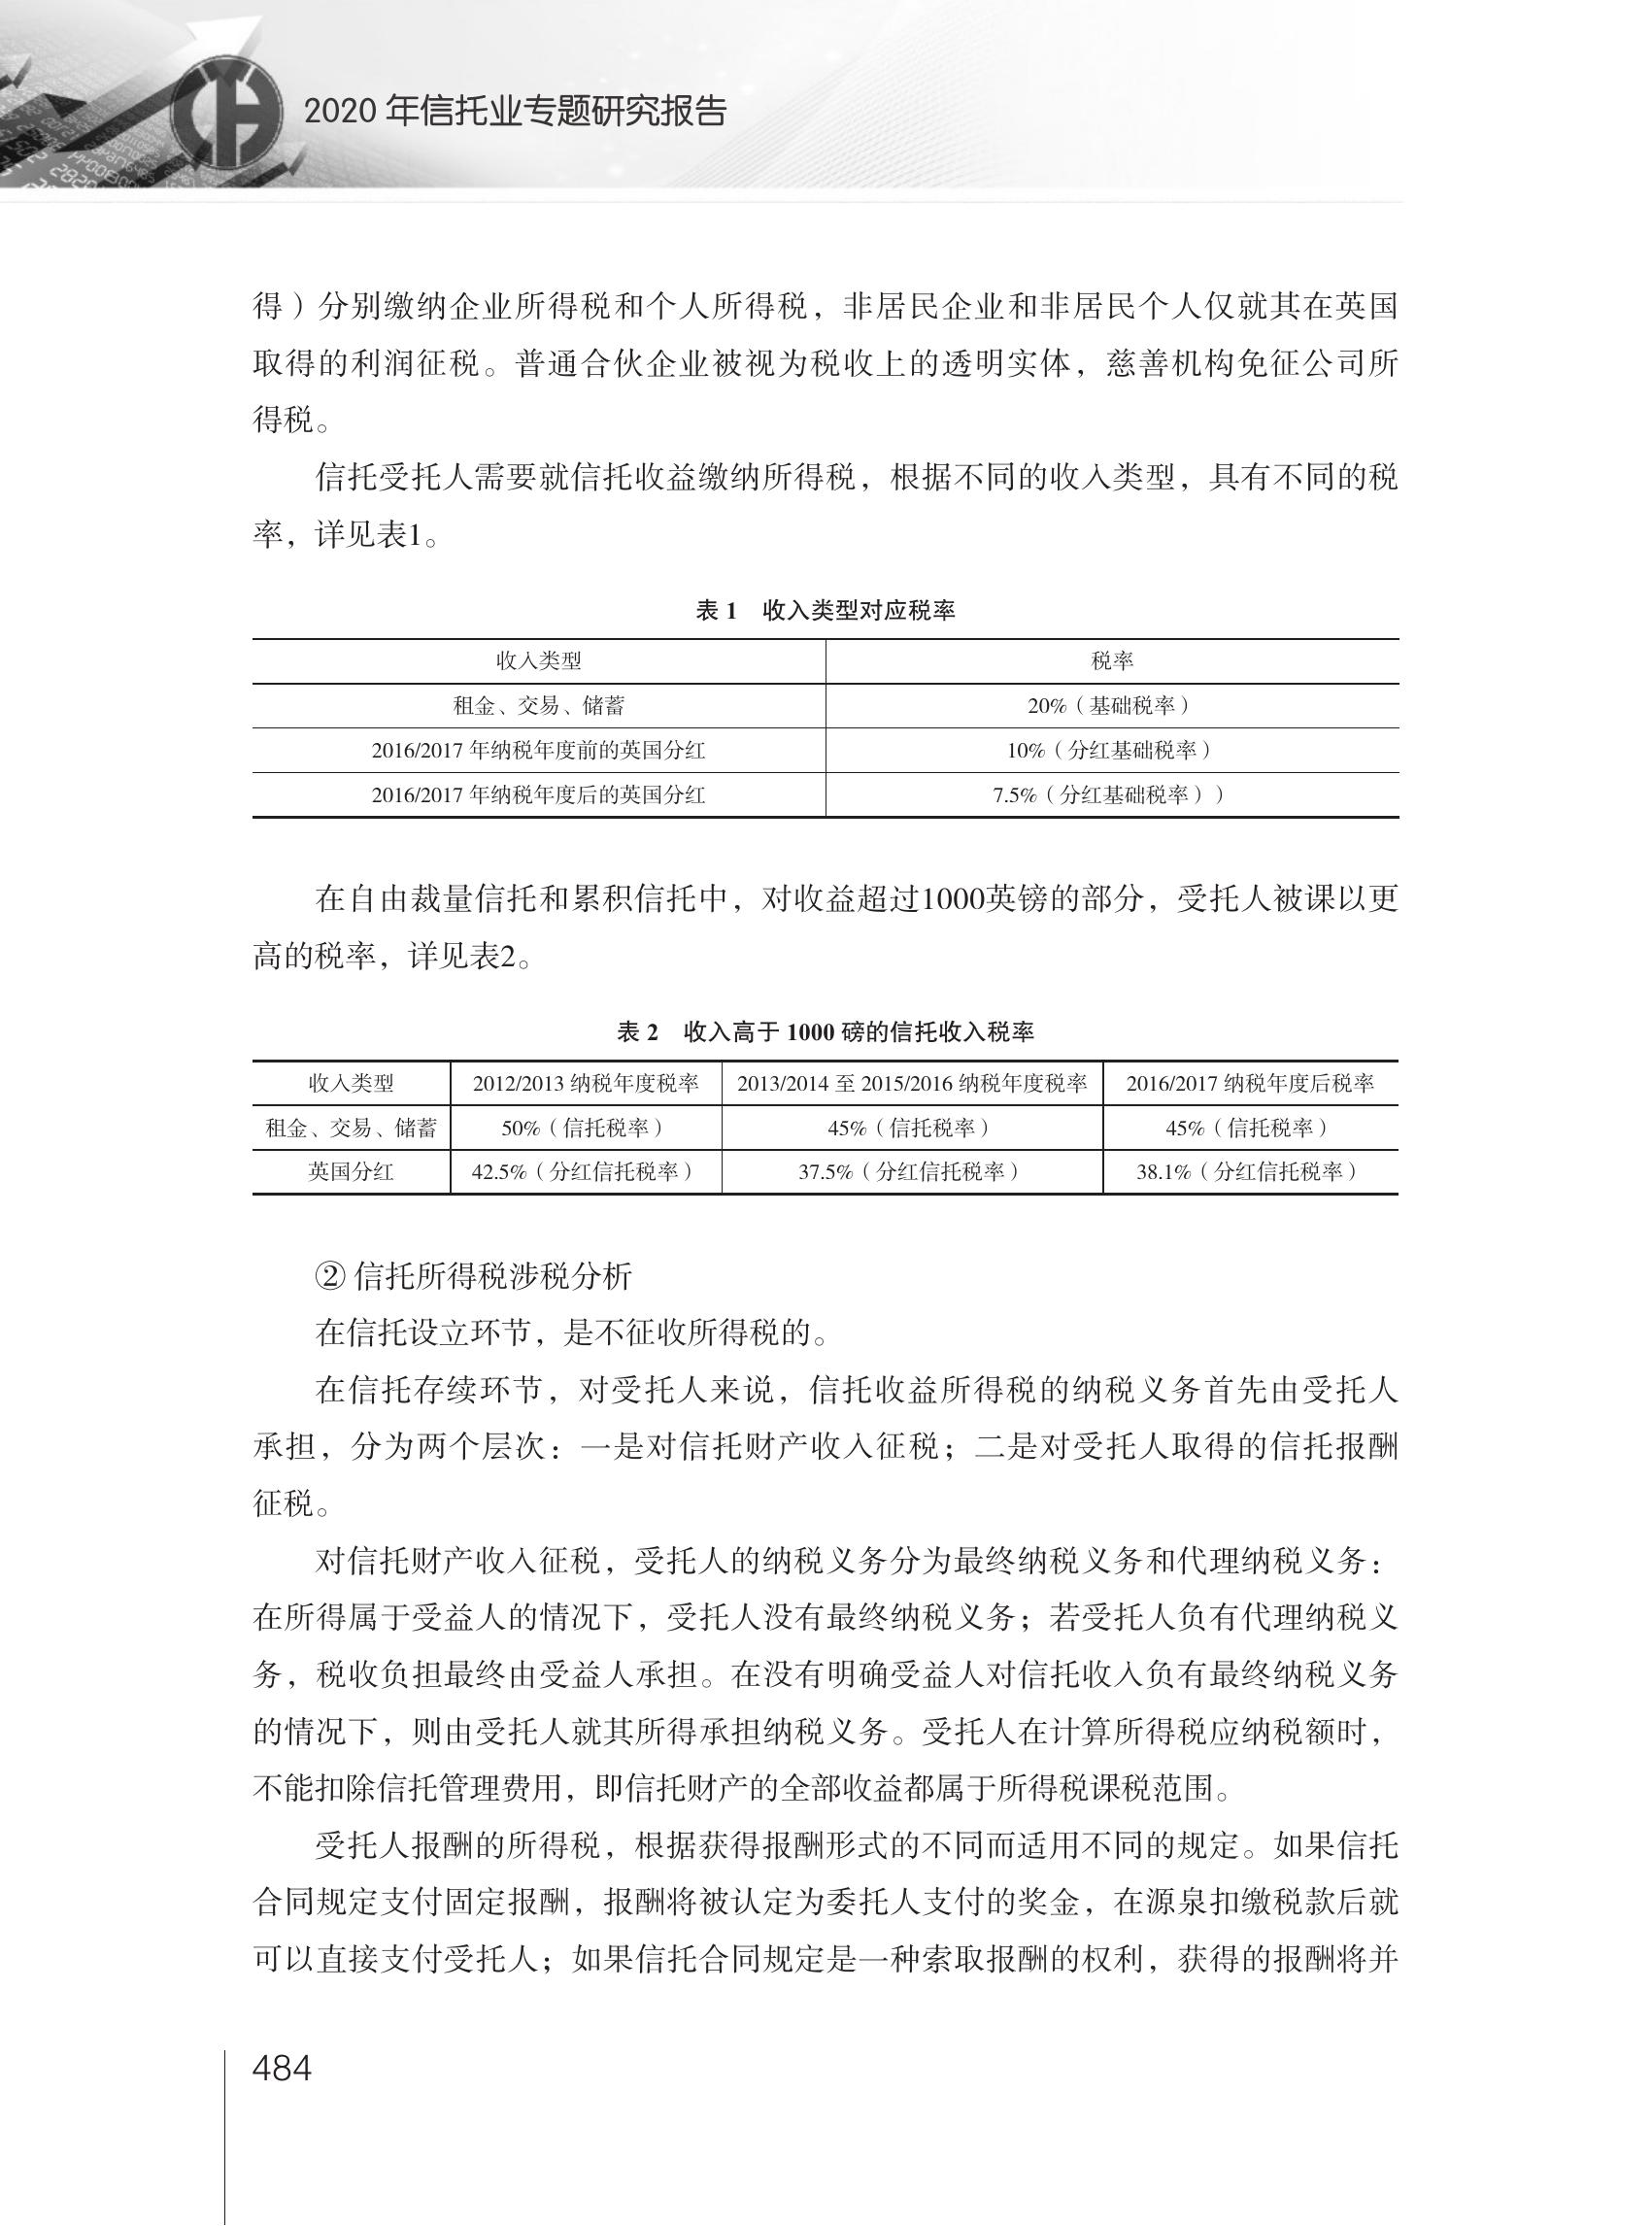 2020 年信托业专题研究报告
得）分别缴纳企业所得税和个人所得税，非居民企业和非居民个人仅就其在英国
取得的利润征税。普通合伙企业被视为税收上的透明实体，慈善机构免征公司所
得税。
信托受托人需要就信托收益缴纳所得税，根据不同的收入类型，具有不同的税
率，详见表1。
表 1　收入类型对应税率
收入类型　税率
租金、交易、储蓄　20%（基础税率）
2016/2017 年纳税年度前的英国分红　10%（分红基础税率）
2016/2017 年纳税年度后的英国分红　7.5%（分红基础税率））
在自由裁量信托和累积信托中，对收益超过1000英镑的部分，受托人被课以更
高的税率，详见表2。
表 2　收入高于 1000 磅的信托收入税率
收入类型　2012/2013 纳税年度税率　2013/2014 至 2015/2016 纳税年度税率　2016/2017 纳税年度后税率
租金、交易、储蓄　50%（信托税率）　45%（信托税率）　45%（信托税率）
英国分红　42.5%（分红信托税率）　37.5%（分红信托税率）　38.1%（分红信托税率）
② 信托所得税涉税分析
在信托设立环节，是不征收所得税的。
在信托存续环节，对受托人来说，信托收益所得税的纳税义务首先由受托人
承担，分为两个层次：一是对信托财产收入征税；二是对受托人取得的信托报酬
征税。
对信托财产收入征税，受托人的纳税义务分为最终纳税义务和代理纳税义务：
在所得属于受益人的情况下，受托人没有最终纳税义务；若受托人负有代理纳税义
务，税收负担最终由受益人承担。在没有明确受益人对信托收入负有最终纳税义务
的情况下，则由受托人就其所得承担纳税义务。受托人在计算所得税应纳税额时，
不能扣除信托管理费用，即信托财产的全部收益都属于所得税课税范围。
受托人报酬的所得税，根据获得报酬形式的不同而适用不同的规定。如果信托
合同规定支付固定报酬，报酬将被认定为委托人支付的奖金，在源泉扣缴税款后就
可以直接支付受托人；如果信托合同规定是一种索取报酬的权利，获得的报酬将并
484